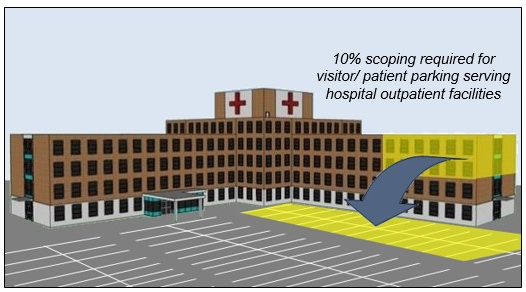 10% scoping required for
visitor/ patient parking serving
hospital outpatient facilities